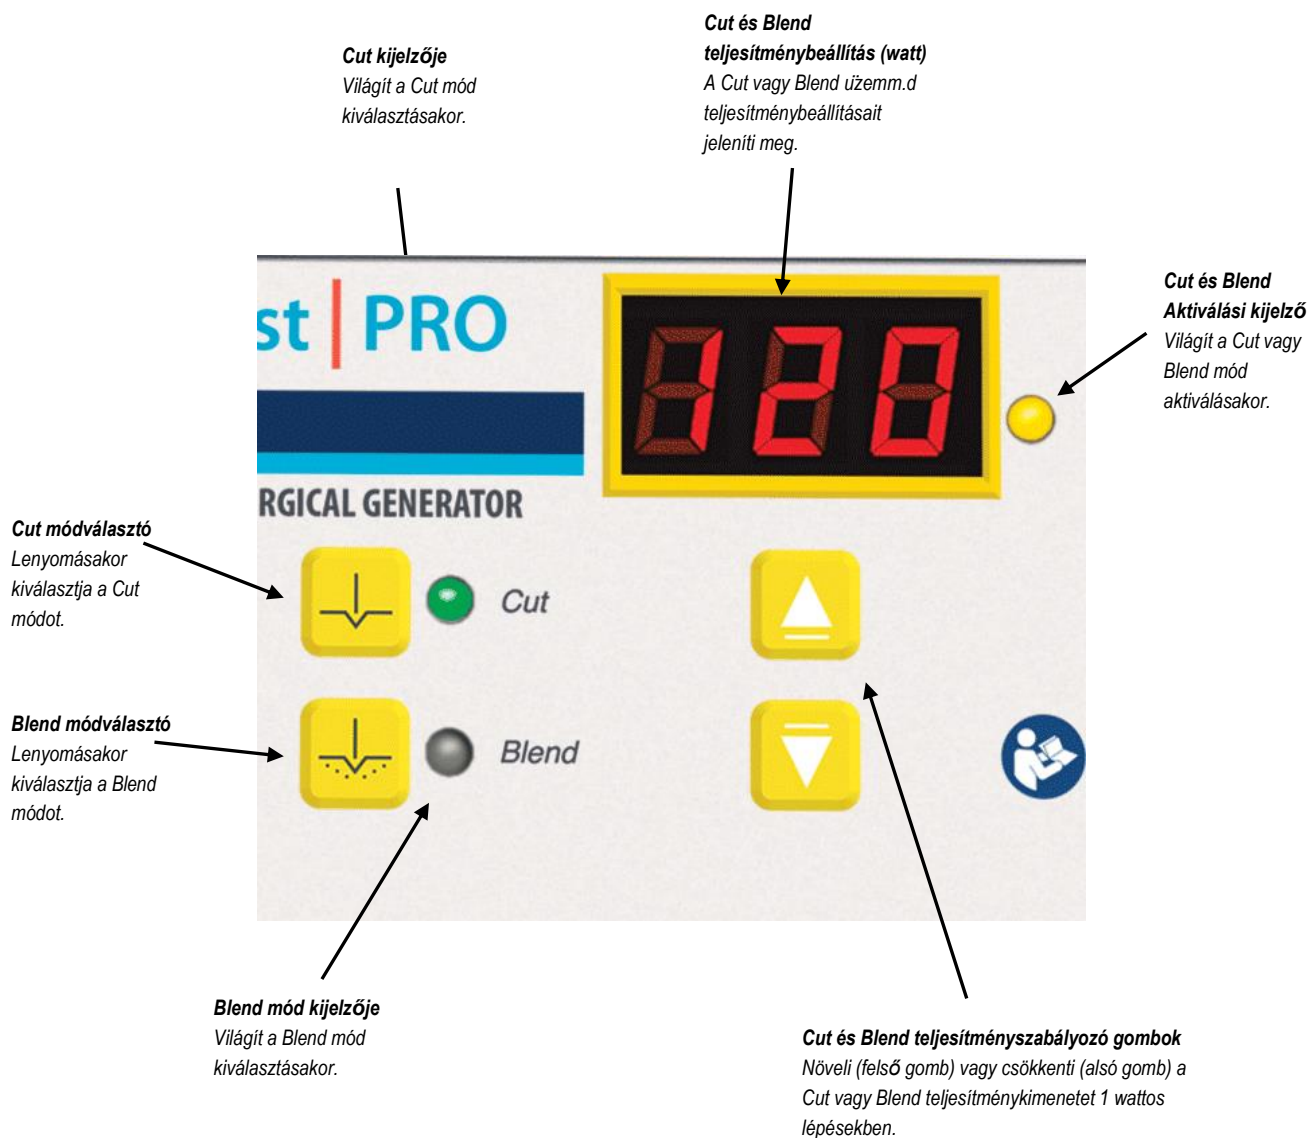 Cut és Blend
teljesítménybeállítás (watt)
A Cut vagy Blend üzemm.d
teljesítménybeállításait
jeleníti meg.
Cut kijelzője
Világít a Cut mód
kiválasztásakor.
Cut és Blend
Aktiválási kijelző
Világít a Cut vagy
Blend mód
aktiválásakor.
st | PRO
120
RGICAL GENERATOR
Cut módválasztó
Lenyomásakor
kiválasztja a Cut
módot.
Cut
Blend módválasztó
Lenyomásakor
kiválasztja a Blend
módot.
Blend
Blend mód kijelzője
Világít a Blend mód
kiválasztásakor.
Cut és Blend teljesítményszabályozó gombok
Növeli (felső gomb) vagy csökkenti (alsó gomb) a
Cut vagy Blend teljesítménykimenetet 1 wattos
lépésekben.